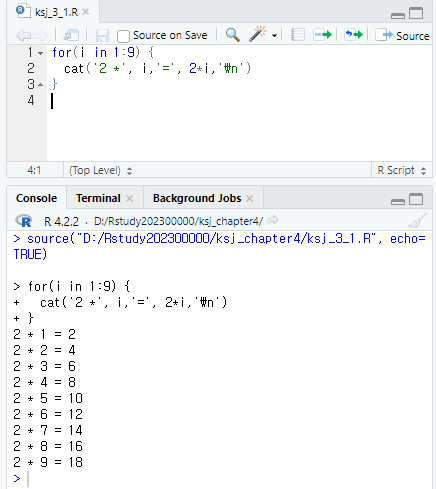 ksj_3_1.R
Source on Save
Source
1 for(i in 1:9) {
2   cat('2 *', i,'=', 2*i,'₩n')
3 }
4
4:1 (Top Level) R Script
Console Terminal Background Jobs
R 4.2.2 · D:/Rstudy202300000/ksj_chapter4/
> source("D:/Rstudy202300000/ksj_chapter4/ksj_3_1.R", echo=
TRUE)
> for(i in 1:9) {
+   cat('2 *', i,'=', 2*i,'₩n')
+ }
2 * 1 = 2
2 * 2 = 4
2 * 3 = 6
2 * 4 = 8
2 * 5 = 10
2 * 6 = 12
2 * 7 = 14
2 * 8 = 16
2 * 9 = 18
>